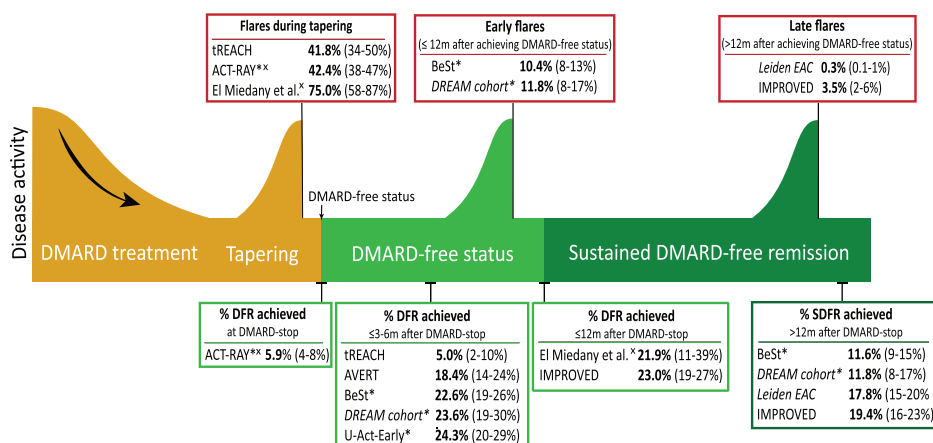 Flares during tapering
tREACH 41.8% (34-50%)
ACT-RAY*ˣ 42.4% (38-47%)
El Miedany et al.ˣ 75.0% (58-87%)
Early flares
(≤ 12m after achieving DMARD-free status)
BeSt* 10.4% (8-13%)
DREAM cohort* 11.8% (8-17%)
Late flares
(>12m after achieving DMARD-free status)
Leiden EAC 0.3% (0.1-1%)
IMPROVED 3.5% (2-6%)
Disease activity
DMARD-free status
DMARD treatment
Tapering
DMARD-free status
Sustained DMARD-free remission
% DFR achieved
at DMARD-stop
ACT-RAY*ˣ 5.9% (4-8%)
% DFR achieved
≤3-6m after DMARD-stop
tREACH 5.0% (2-10%)
AVERT 18.4% (14-24%)
BeSt* 22.6% (19-26%)
DREAM cohort* 23.6% (19-30%)
U-Act-Early* 24.3% (20-29%)
% DFR achieved
≤12m after DMARD-stop
El Miedany et al.ˣ 21.9% (11-39%)
IMPROVED 23.0% (19-27%)
% SDFR achieved
>12m after DMARD-stop
BeSt* 11.6% (9-15%)
DREAM cohort* 11.8% (8-17%)
Leiden EAC 17.8% (15-20%
IMPROVED 19.4% (16-23%)